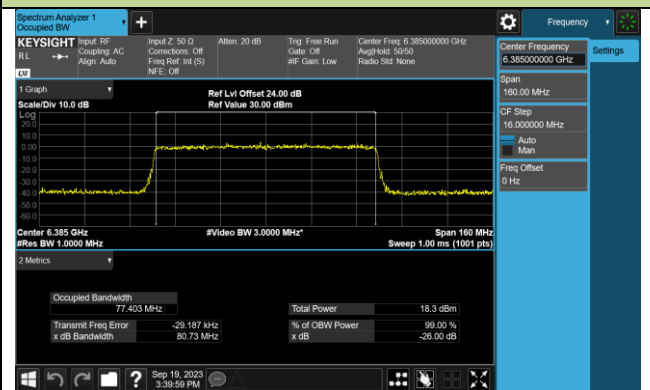 Spectrum Analyzer 1
Occupied BW
Frequency
KEYSIGHT
RL
Input: RF
Coupling: AC
Align: Auto
Input Z: 50 Ω
Corrections: Off
Freq Ref: Int (S)
NFE: Off
Atten: 20 dB
Trig: Free Run
Gate: Off
#IF Gain: Low
Center Freq: 6.385000000 GHz
Avg|Hold: 50/50
Radio Std: None
LXI
Center Frequency
6.385000000 GHz
Settings
Span
160.00 MHz
CF Step
16.000000 MHz
Auto
Man
Freq Offset
0 Hz
1 Graph
Scale/Div 10.0 dB
Ref Lvl Offset 24.00 dB
Ref Value 30.00 dBm
Log
20.0
10.0
0.00
-10.0
-20.0
-30.0
-40.0
-50.0
-60.0
Center 6.385 GHz
#Video BW 3.0000 MHz*
Span 160 MHz
#Res BW 1.0000 MHz
Sweep 1.00 ms (1001 pts)
2 Metrics
Occupied Bandwidth
77.403 MHz
Total Power 18.3 dBm
Transmit Freq Error -29.187 kHz
% of OBW Power 99.00 %
x dB Bandwidth 80.73 MHz
x dB -26.00 dB
?
Sep 19, 2023
3:39:59 PM